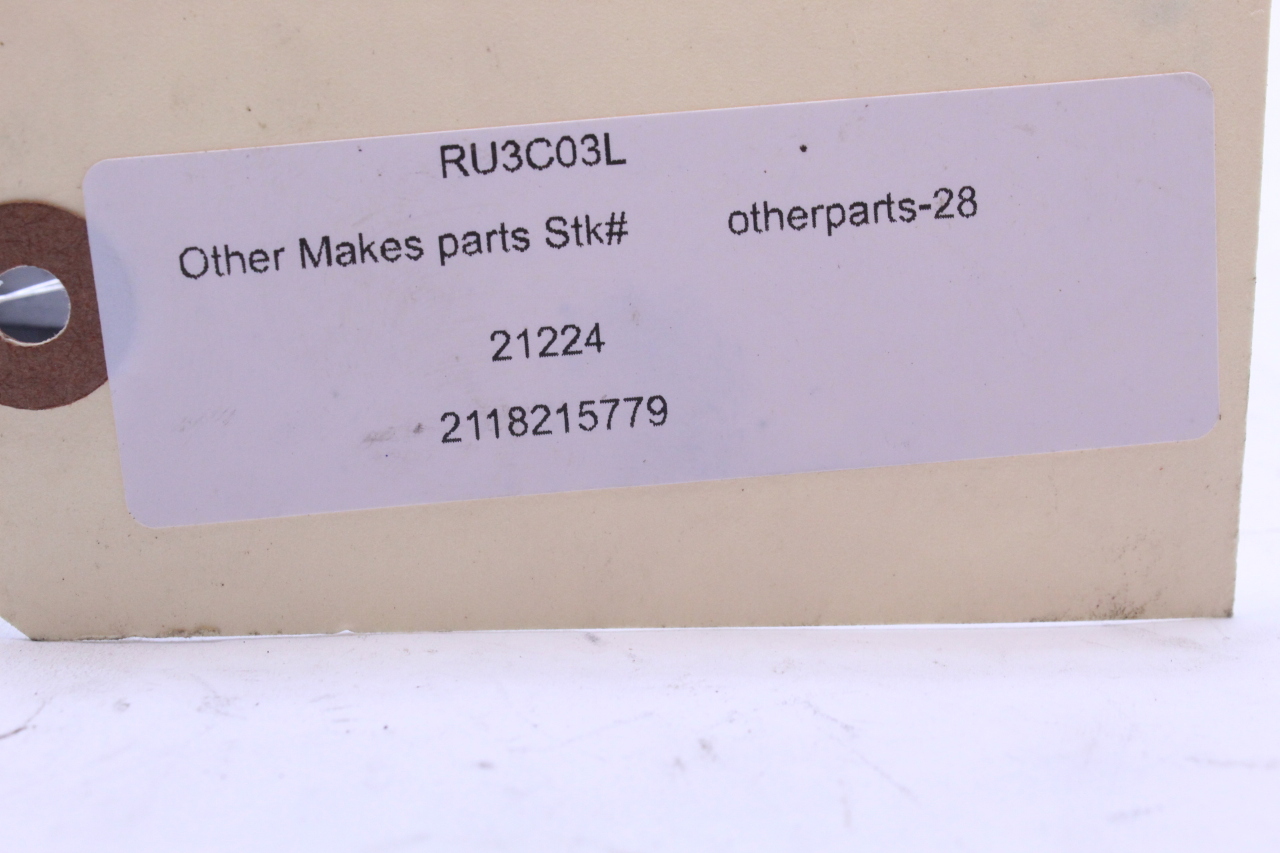 RU3C03L
Other Makes parts Stk# otherparts-28
21224
2118215779